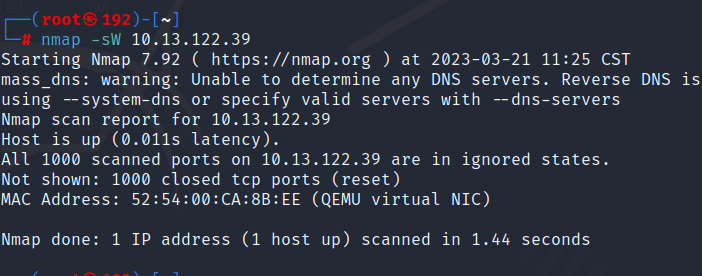 ┌──(root㉿192)-[~]
└─# nmap -sW 10.13.122.39
Starting Nmap 7.92 ( https://nmap.org ) at 2023-03-21 11:25 CST
mass_dns: warning: Unable to determine any DNS servers. Reverse DNS is
using --system-dns or specify valid servers with --dns-servers
Nmap scan report for 10.13.122.39
Host is up (0.011s latency).
All 1000 scanned ports on 10.13.122.39 are in ignored states.
Not shown: 1000 closed tcp ports (reset)
MAC Address: 52:54:00:CA:8B:EE (QEMU virtual NIC)
Nmap done: 1 IP address (1 host up) scanned in 1.44 seconds